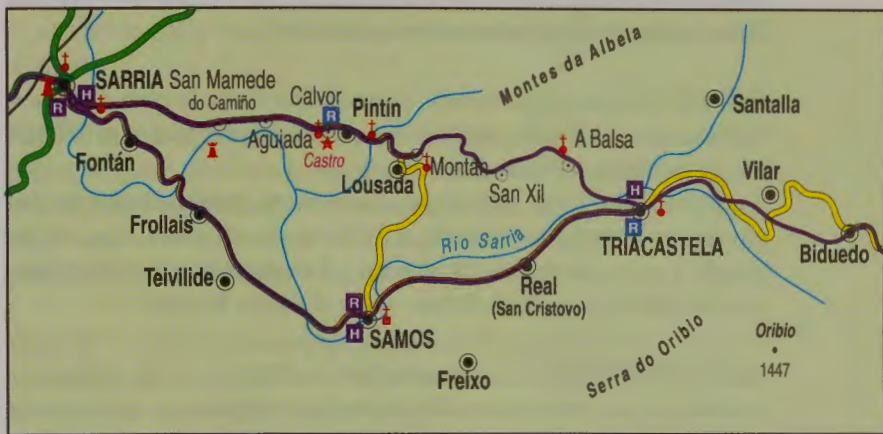 Montes da Albela
SARRIA
San Mamede
do Camiño
H
R
Calvor
R
Pintín
Santalla
Fontán
Aguiada
Castro
A Balsa
Lousada
Montán
San Xil
H
Vilar
Frollais
Río Sarria
R
TRIACASTELA
Biduedo
Teivilide
Real
(San Cristovo)
R
H
SAMOS
Freixo
Serra do Oribio
Oribio
1447